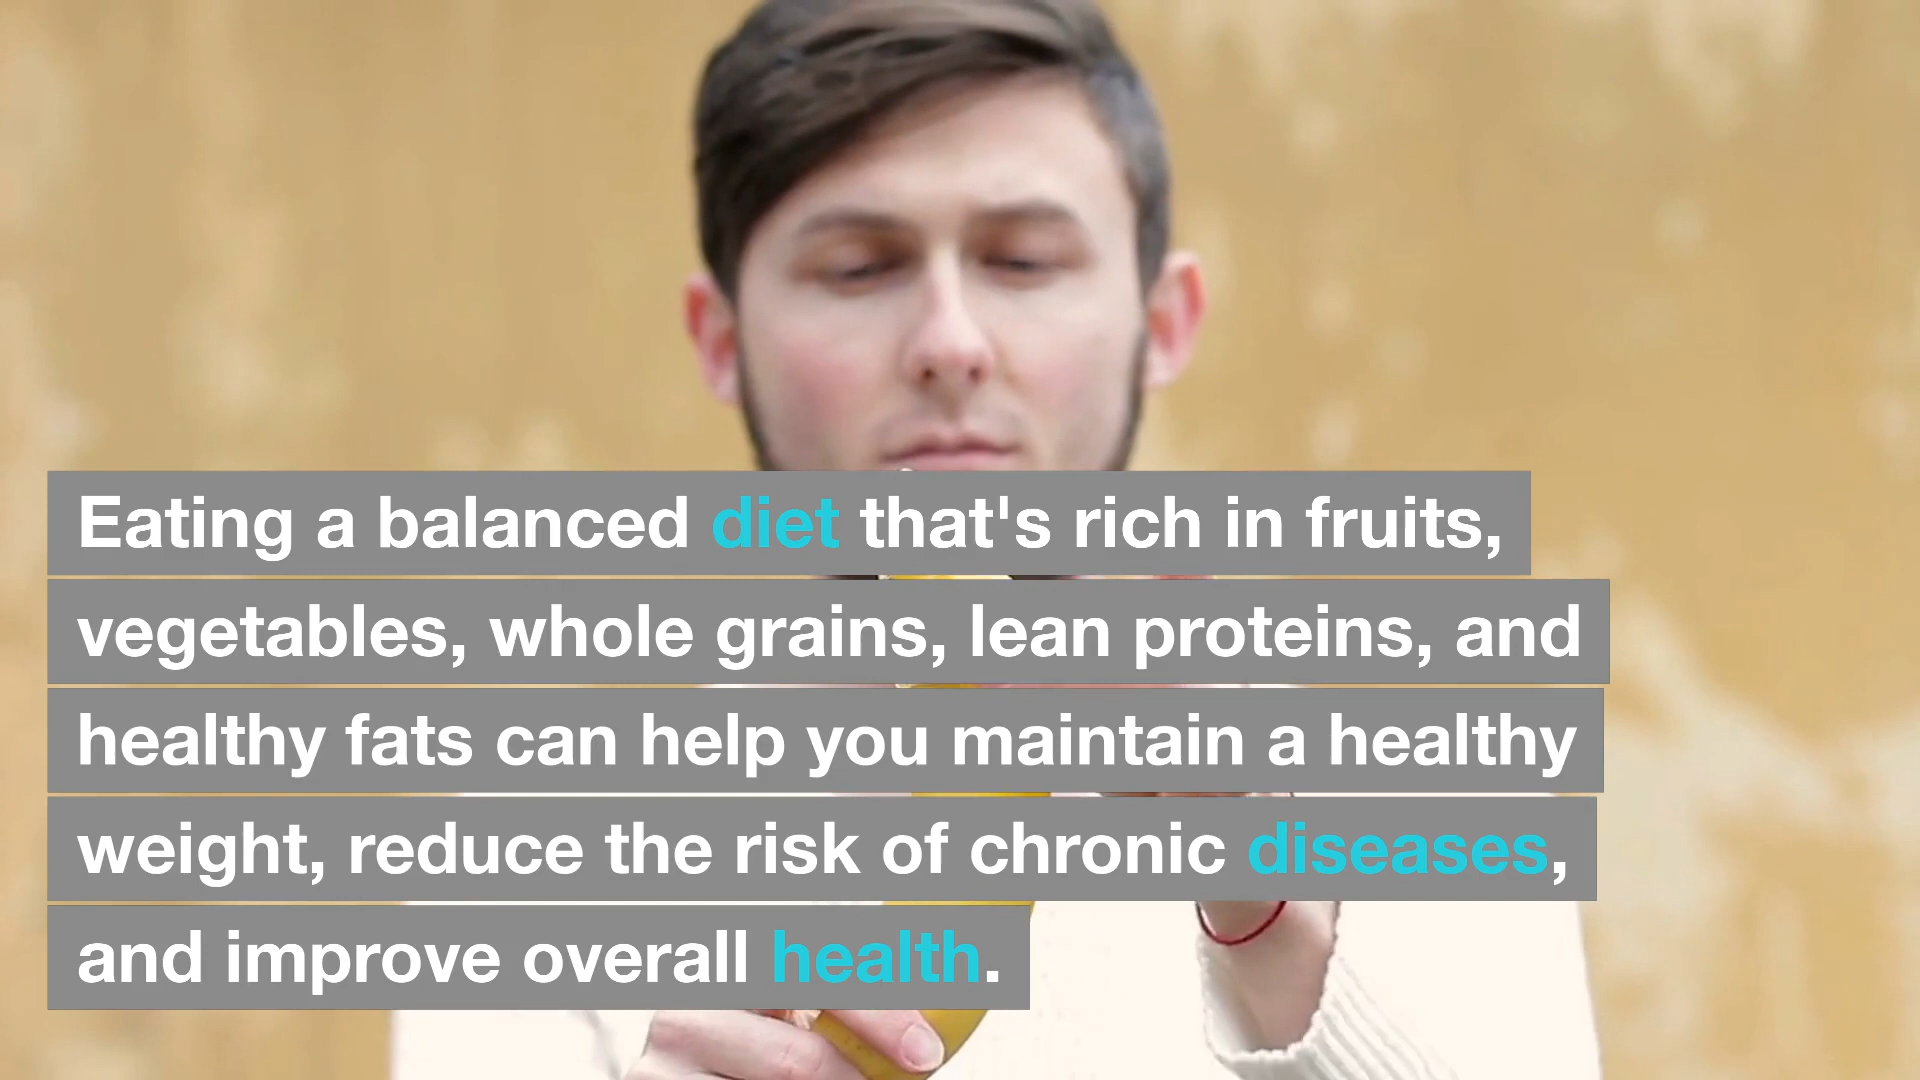 Eating a balanced diet that's rich in fruits,
vegetables, whole grains, lean proteins, and
healthy fats can help you maintain a healthy
weight, reduce the risk of chronic diseases,
and improve overall health.